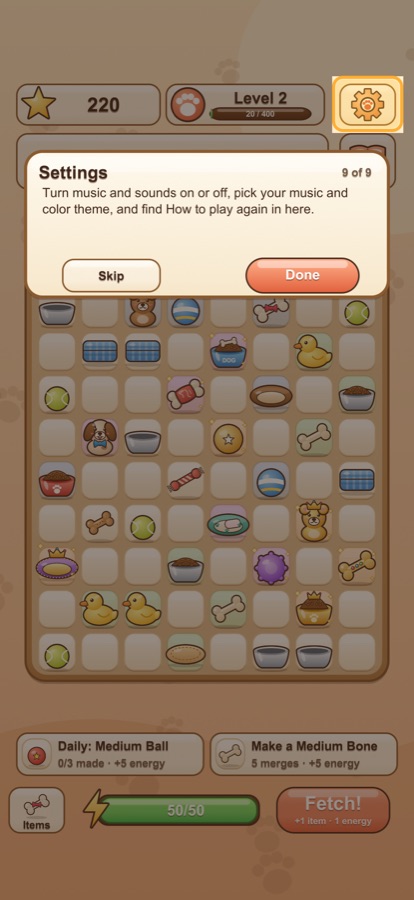 220
Level 2
20 / 400
Settings
9 of 9
Turn music and sounds on or off, pick your music and
color theme, and find How to play again in here.
Skip
Done
DOG
Daily: Medium Ball
0/3 made · +5 energy
Make a Medium Bone
5 merges · +5 energy
Items
50/50
Fetch!
+1 item · 1 energy